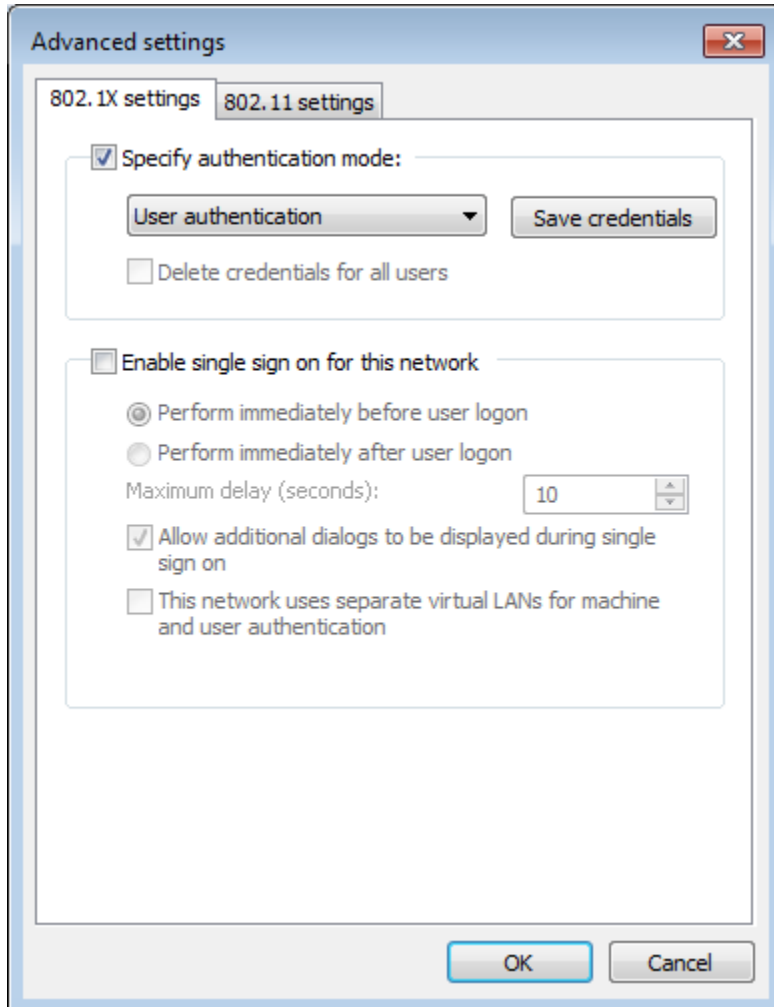 Advanced settings
802.1X settings
802.11 settings
Specify authentication mode:
User authentication
Save credentials
Delete credentials for all users
Enable single sign on for this network
Perform immediately before user logon
Perform immediately after user logon
Maximum delay (seconds):
10
Allow additional dialogs to be displayed during single
sign on
This network uses separate virtual LANs for machine
and user authentication
OK
Cancel